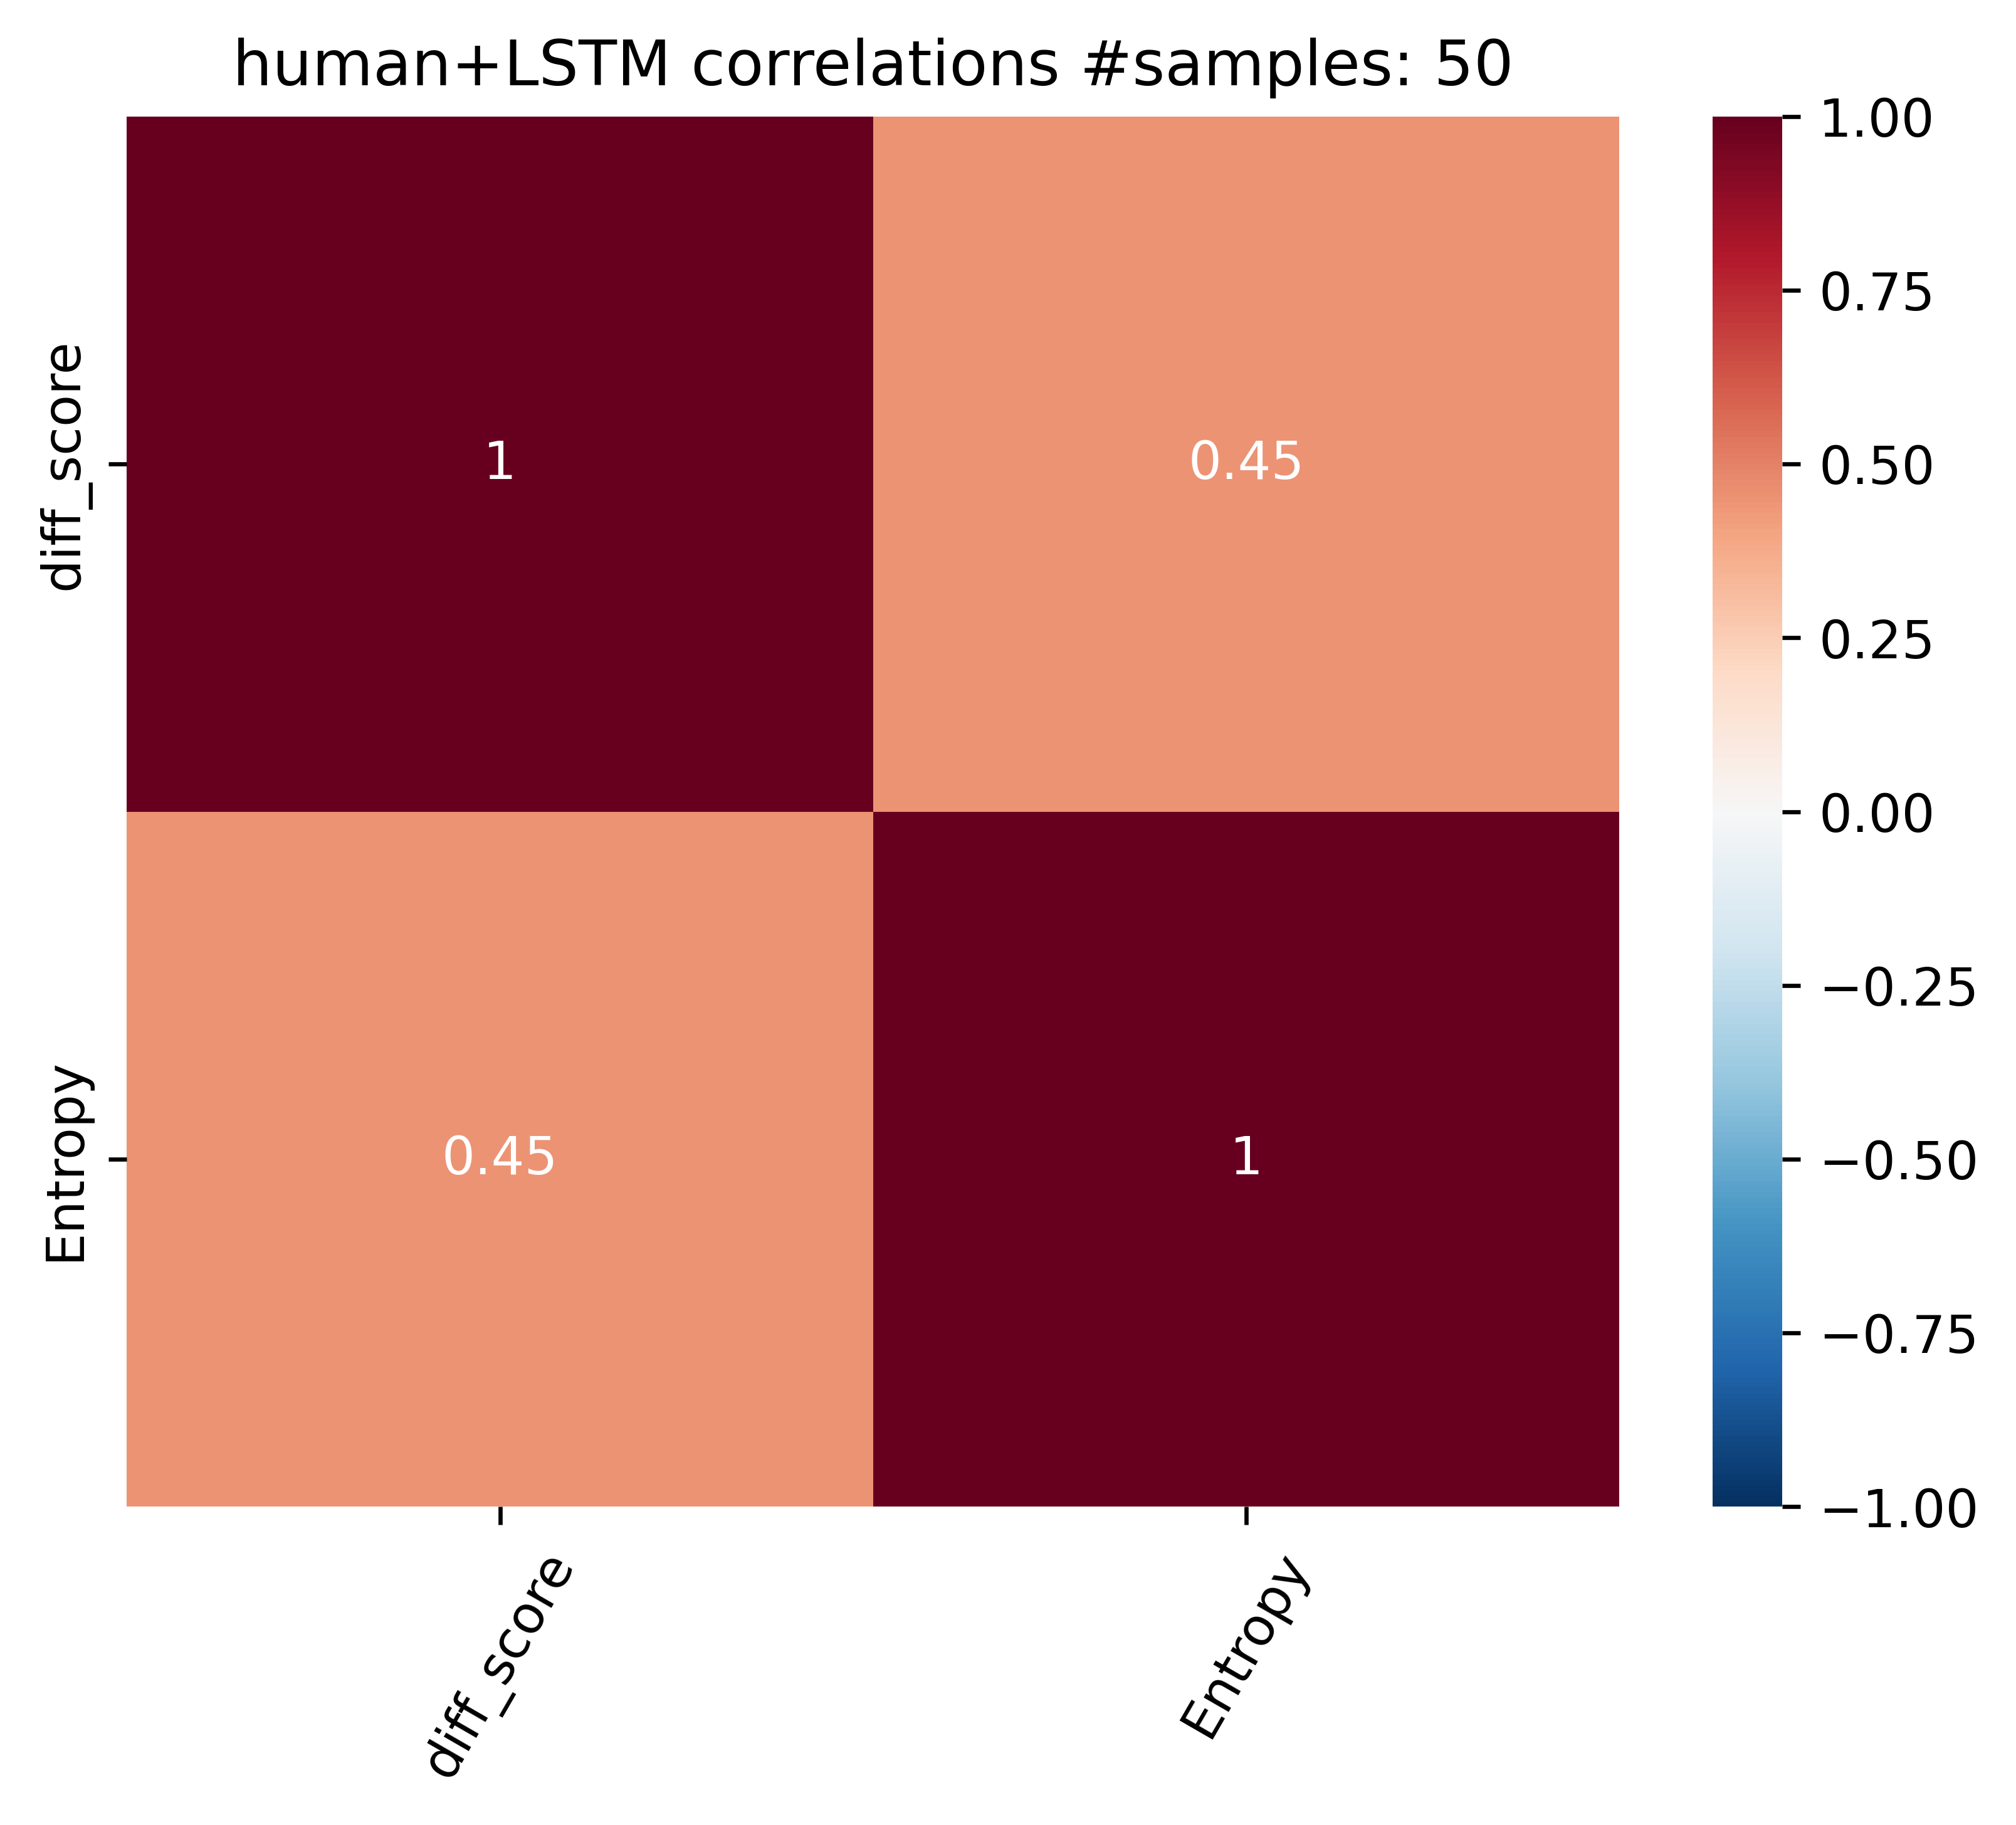 human+LSTM correlations #samples: 50
diff_score
Entropy
1
0.45
0.45
1
diff_score
Entropy
1.00
0.75
0.50
0.25
0.00
−0.25
−0.50
−0.75
−1.00